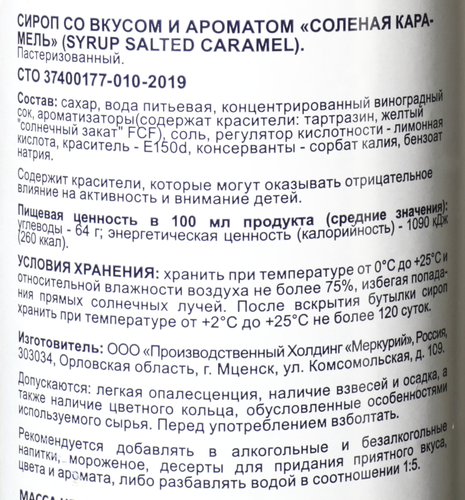 СИРОП СО ВКУСОМ И АРОМАТОМ «СОЛЕНАЯ КАРА-
МЕЛЬ» (SYRUP SALTED CARAMEL).
Пастеризованный.
СТО 37400177-010-2019
Состав: сахар, вода питьевая, концентрированный виноградный
сок, ароматизаторы(содержат красители: тартразин, желтый
"солнечный закат" FCF), соль, регулятор кислотности - лимонная
кислота, краситель - E150d, консерванты - сорбат калия, бензоат
натрия.
Содержит красители, которые могут оказывать отрицательное
влияние на активность и внимание детей.
Пищевая ценность в 100 мл продукта (средние значения):
углеводы - 64 г; энергетическая ценность (калорийность) - 1090 кДж
(260 ккал).
УСЛОВИЯ ХРАНЕНИЯ: хранить при температуре от 0°С до +25°С и
относительной влажности воздуха не более 75%, избегая попада-
ния прямых солнечных лучей. После вскрытия бутылки сироп
хранить при температуре от +2°С до +25°С не более 120 суток.
Изготовитель: ООО «Производственный Холдинг «Меркурий», Россия,
303034, Орловская область, г. Мценск, ул. Комсомольская, д. 109.
Допускаются: легкая опалесценция, наличие взвесей и осадка, а
также наличие цветного кольца, обусловленные особенностями
используемого сырья. Перед употреблением взболтать.
Рекомендуется добавлять в алкогольные и безалкогольные
напитки, мороженое, десерты для придания приятного вкуса,
цвета и аромата, либо разбавлять водой в соотношении 1:5.